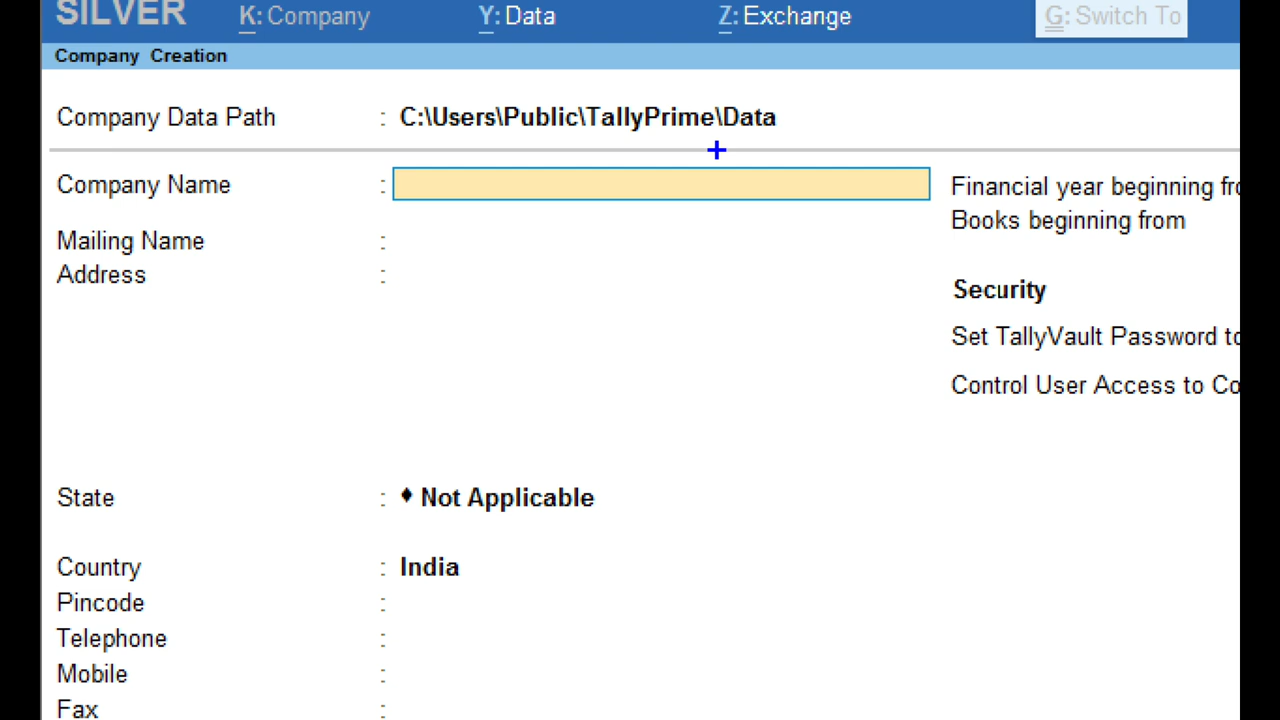 SILVER K: Company Y: Data Z: Exchange G: Switch To
Company Creation
Company Data Path : C:\Users\Public\TallyPrime\Data
Company Name : Financial year beginning
Books beginning from
Mailing Name :
Address :
Security
Set TallyVault Password
Control User Access to
State : ♦ Not Applicable
Country : India
Pincode :
Telephone :
Mobile :
Fax :